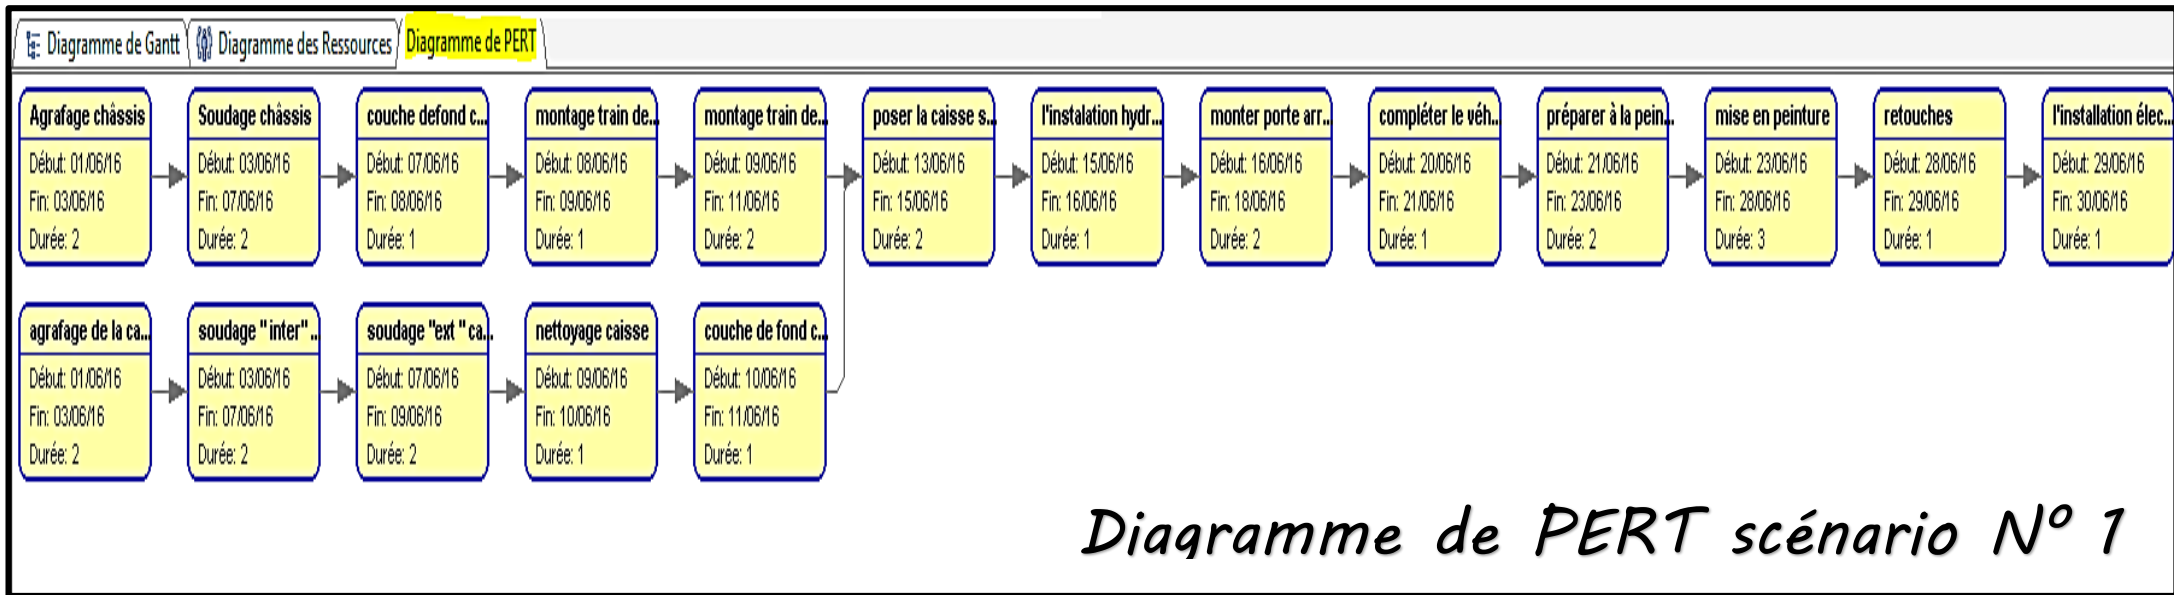 Diagramme de Gantt Diagramme des Ressources Diagramme de PERT
Agrafage châssis
Début: 01/06/16
Fin: 03/06/16
Durée: 2
Soudage châssis
Début: 03/06/16
Fin: 07/06/16
Durée: 2
couche defond c...
Début: 07/06/16
Fin: 08/06/16
Durée: 1
montage train de...
Début: 08/06/16
Fin: 09/06/16
Durée: 1
montage train de...
Début: 09/06/16
Fin: 11/06/16
Durée: 2
poser la caisse s...
Début: 13/06/16
Fin: 15/06/16
Durée: 2
l'instalation hydr...
Début: 15/06/16
Fin: 16/06/16
Durée: 1
monter porte arr...
Début: 16/06/16
Fin: 18/06/16
Durée: 2
compléter le véh...
Début: 20/06/16
Fin: 21/06/16
Durée: 1
préparer à la pein...
Début: 21/06/16
Fin: 23/06/16
Durée: 2
mise en peinture
Début: 23/06/16
Fin: 28/06/16
Durée: 3
retouches
Début: 28/06/16
Fin: 29/06/16
Durée: 1
l'installation élec...
Début: 29/06/16
Fin: 30/06/16
Durée: 1
agrafage de la ca...
Début: 01/06/16
Fin: 03/06/16
Durée: 2
soudage " inter" ...
Début: 03/06/16
Fin: 07/06/16
Durée: 2
soudage "ext " ca...
Début: 07/06/16
Fin: 09/06/16
Durée: 2
nettoyage caisse
Début: 09/06/16
Fin: 10/06/16
Durée: 1
couche de fond c...
Début: 10/06/16
Fin: 11/06/16
Durée: 1
Diagramme de PERT scénario N° 1